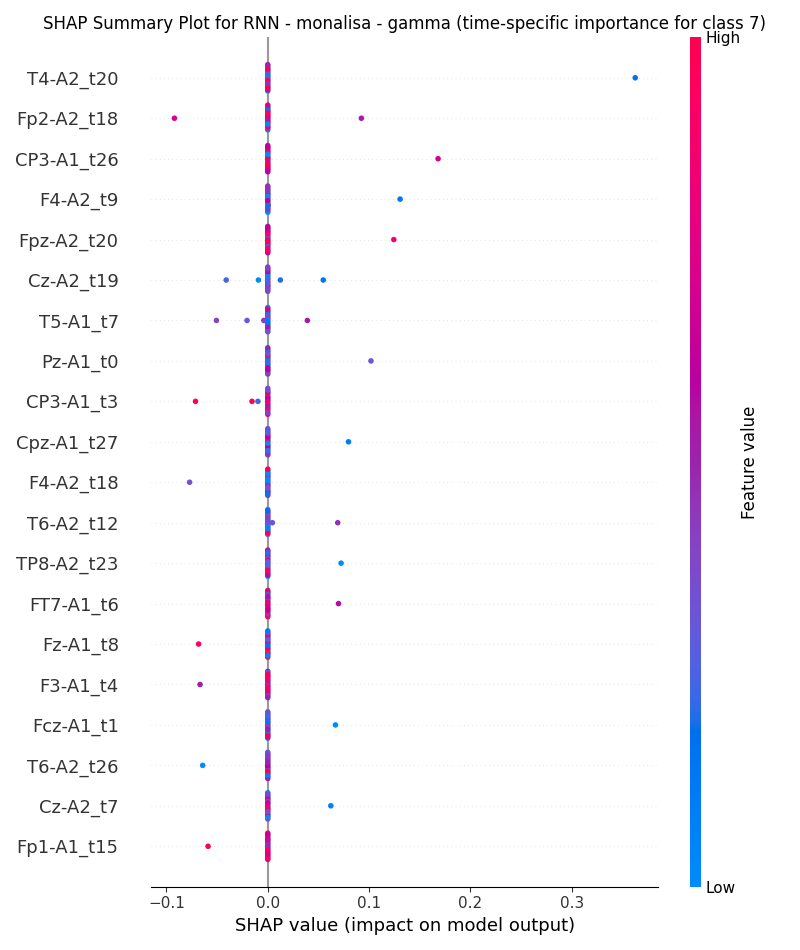 SHAP Summary Plot for RNN - monalisa - gamma (time-specific importance for class 7)
High
T4-A2_t20
Fp2-A2_t18
CP3-A1_t26
F4-A2_t9
Fpz-A2_t20
Cz-A2_t19
T5-A1_t7
Pz-A1_t0
CP3-A1_t3
Cpz-A1_t27
F4-A2_t18
T6-A2_t12
TP8-A2_t23
FT7-A1_t6
Fz-A1_t8
F3-A1_t4
Fcz-A1_t1
T6-A2_t26
Cz-A2_t7
Fp1-A1_t15
Feature value
Low
−0.1 0.0 0.1 0.2 0.3
SHAP value (impact on model output)